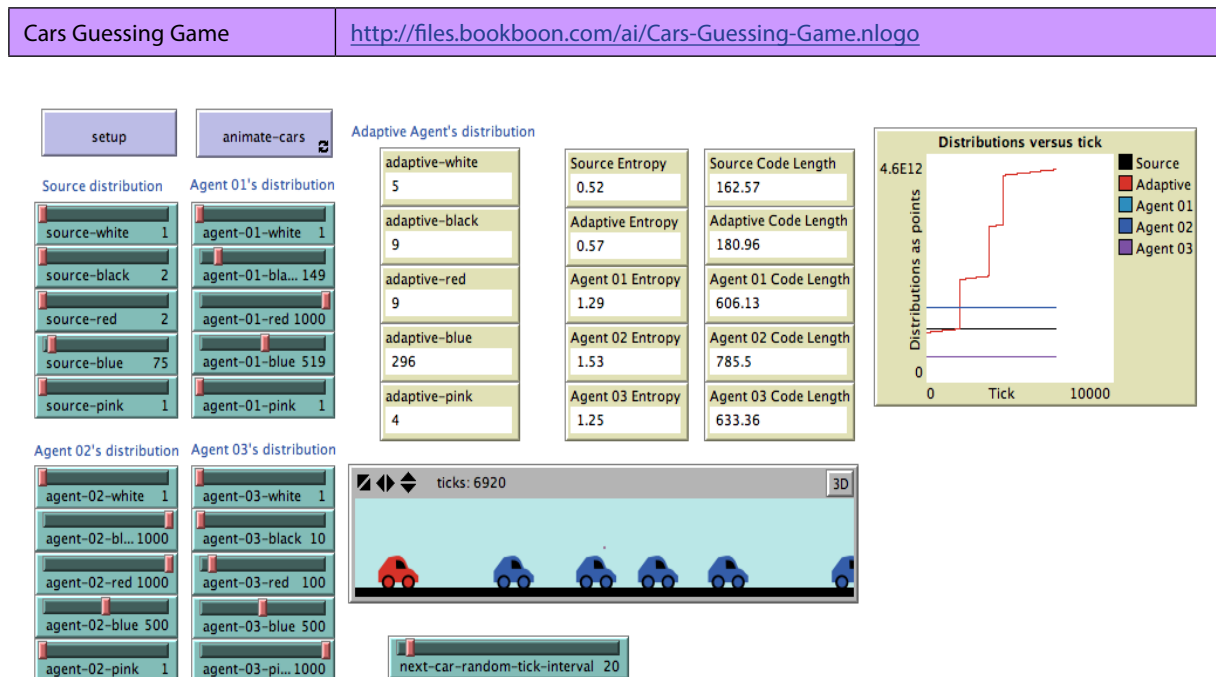 Cars Guessing Game
http://files.bookboon.com/ai/Cars-Guessing-Game.nlogo
setup
animate-cars
Source distribution
source-white 1
source-black 2
source-red 2
source-blue 75
source-pink 1
Agent 01's distribution
agent-01-white 1
agent-01-bla... 149
agent-01-red 1000
agent-01-blue 519
agent-01-pink 1
Agent 02's distribution
agent-02-white 1
agent-02-bl... 1000
agent-02-red 1000
agent-02-blue 500
agent-02-pink 1
Agent 03's distribution
agent-03-white 1
agent-03-black 10
agent-03-red 100
agent-03-blue 500
agent-03-pi... 1000
Adaptive Agent's distribution
adaptive-white
5
adaptive-black
9
adaptive-red
9
adaptive-blue
296
adaptive-pink
4
Source Entropy
0.52
Adaptive Entropy
0.57
Agent 01 Entropy
1.29
Agent 02 Entropy
1.53
Agent 03 Entropy
1.25
Source Code Length
162.57
Adaptive Code Length
180.96
Agent 01 Code Length
606.13
Agent 02 Code Length
785.5
Agent 03 Code Length
633.36
Distributions versus tick
4.6E12
Distributions as points
0
0
Tick
10000
Source
Adaptive
Agent 01
Agent 02
Agent 03
ticks: 6920
3D
next-car-random-tick-interval 20